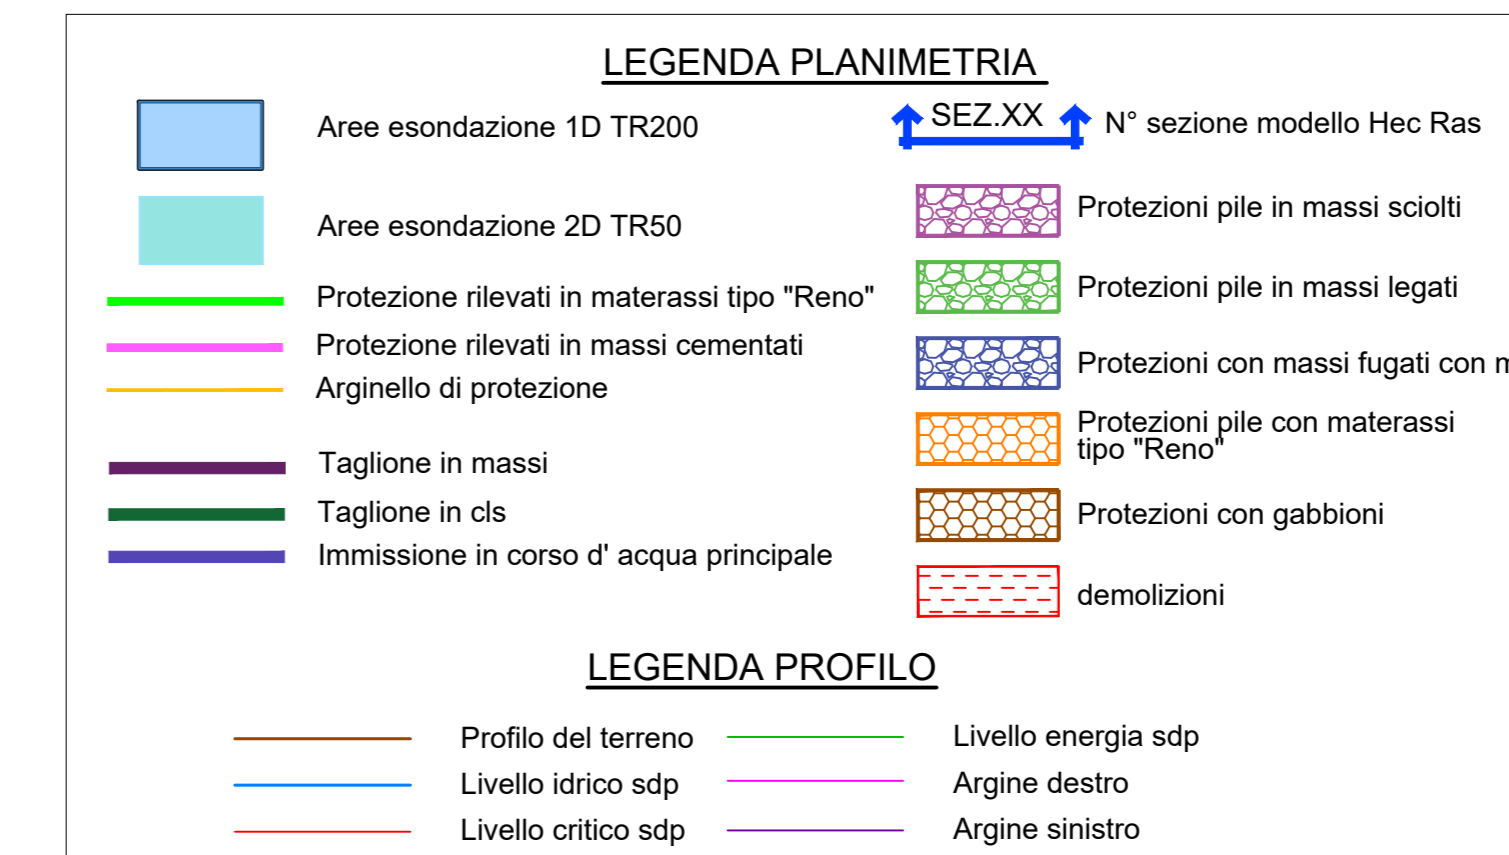 LEGENDA PLANIMETRIA
Aree esondazione 1D TR200
Aree esondazione 2D TR50
Protezione rilevati in materassi tipo "Reno"
Protezione rilevati in massi cementati
Arginello di protezione
Taglione in massi
Taglione in cls
Immissione in corso d' acqua principale
SEZ.XX
N° sezione modello Hec Ras
Protezioni pile in massi sciolti
Protezioni pile in massi legati
Protezioni con massi fugati con
Protezioni pile con materassi
tipo "Reno"
Protezioni con gabbioni
demolizioni
LEGENDA PROFILO
Profilo del terreno
Livello idrico sdp
Livello critico sdp
Livello energia sdp
Argine destro
Argine sinistro